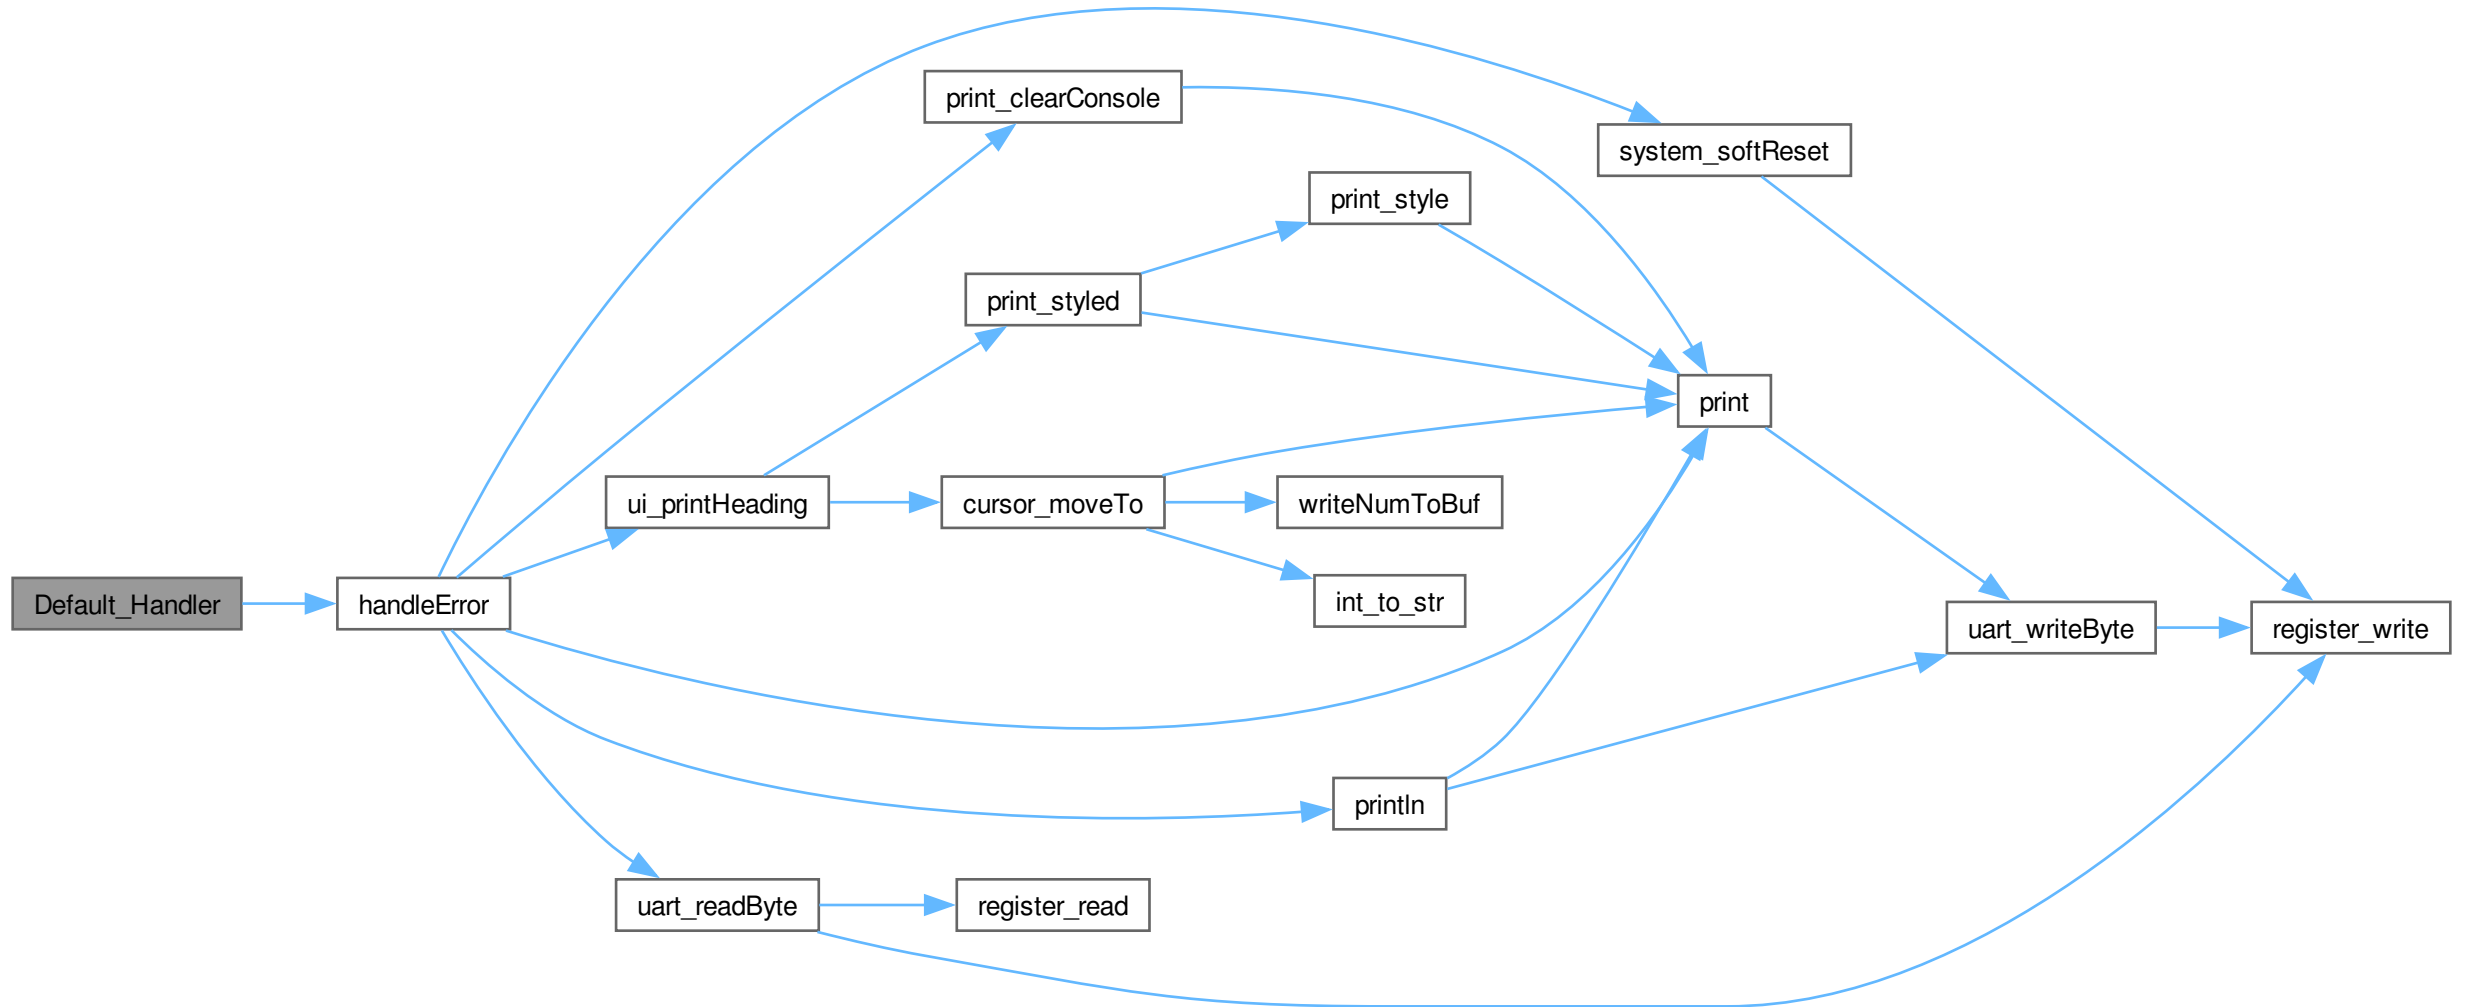 print_clearConsole
system_softReset
print_style
print_styled
print
ui_printHeading
cursor_moveTo
writeNumToBuf
Default_Handler
handleError
int_to_str
uart_writeByte
register_write
println
uart_readByte
register_read